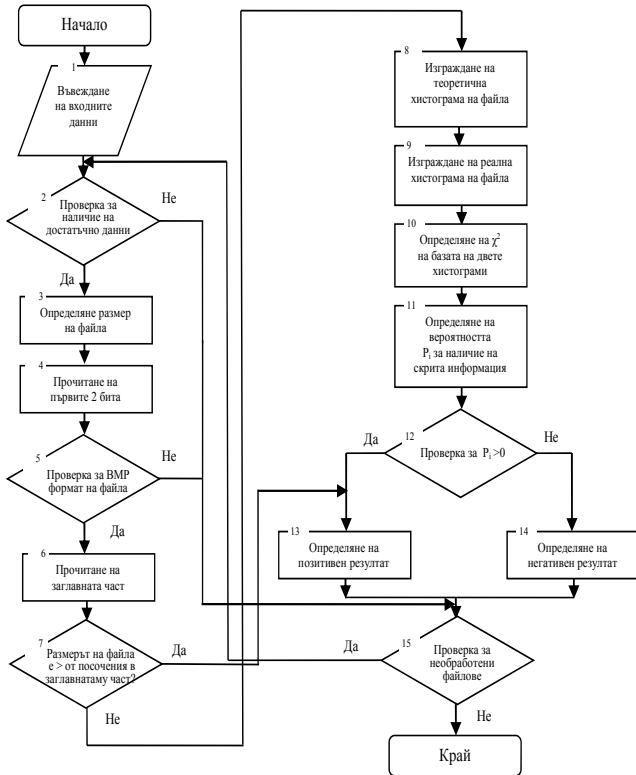 Начало
1
Въвеждане
на входните
данни
2
Проверка за
наличие на
достатъчно данни
Не
Да
3
Определяне размер
на файла
4
Прочитане на
първите 2 бита
5
Проверка за BMP
формат на файла
Не
Да
6
Прочитане на
заглавната част
7
Размерът на файла
е > от посочения в
заглавнатаму част?
Да
Не
8
Изграждане на
теоретична
хистограма на файла
9
Изграждане на реална
хистограма на файла
10
Определяне на χ²
на базата на двете
хистограми
11
Определяне на
вероятността
P₁ за наличие на
скрита информация
12
Проверка за P₁ >0
Да
Не
13
Определяне на
позитивен резултат
14
Определяне на
негативен резултат
15
Проверка за
необработени
файлове
Да
Не
Край